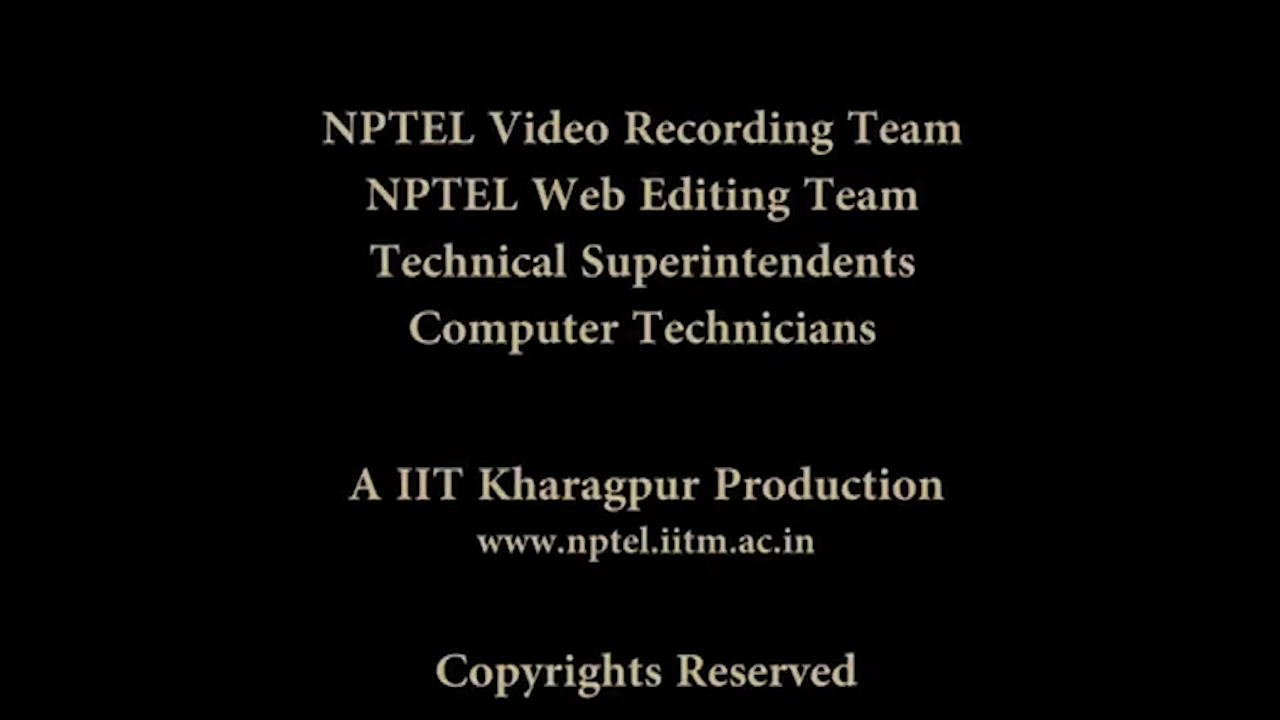 NPTEL Video Recording Team
NPTEL Web Editing Team
Technical Superintendents
Computer Technicians
A IIT Kharagpur Production
www.nptel.iitm.ac.in
Copyrights Reserved